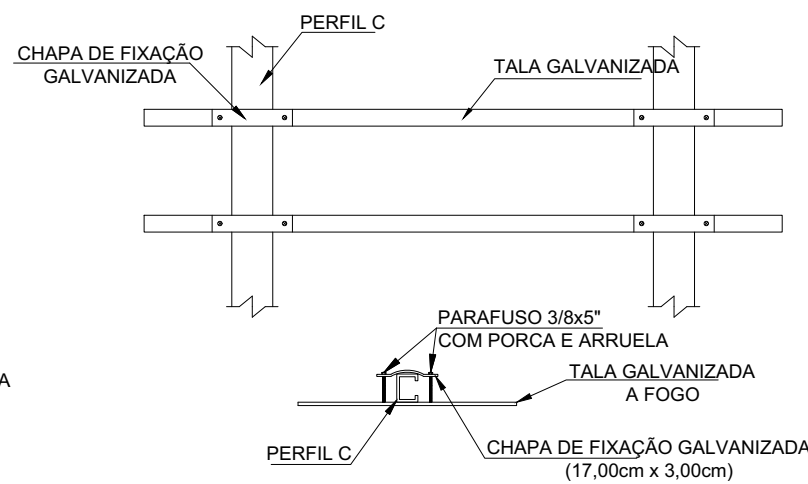 PERFIL C
CHAPA DE FIXAÇÃO
GALVANIZADA
TALA GALVANIZADA
PARAFUSO 3/8x5"
COM PORCA E ARRUELA
A
TALA GALVANIZADA
A FOGO
PERFIL C
CHAPA DE FIXAÇÃO GALVANIZADA
(17,00cm x 3,00cm)